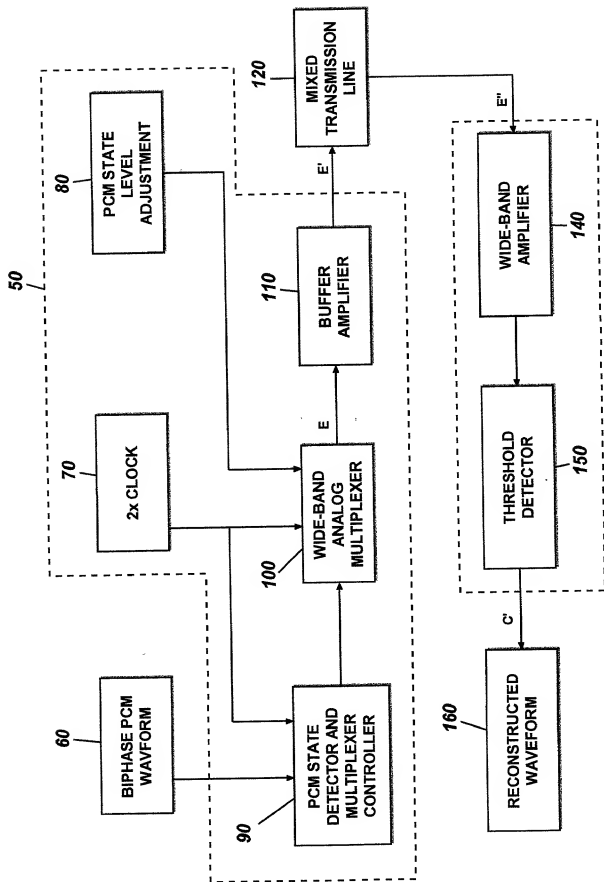 50
60
BIPHASE PCM
WAVFORM
70
2x CLOCK
80
PCM STATE
LEVEL
ADJUSTMENT
90
PCM STATE
DETECTOR AND
MULTIPLEXER
CONTROLLER
100
WIDE-BAND
ANALOG
MULTIPLEXER
E
110
BUFFER
AMPLIFIER
E'
120
MIXED
TRANSMISSION
LINE
E"
160
RECONSTRUCTED
WAVEFORM
C'
THRESHOLD
DETECTOR
150
WIDE-BAND
AMPLIFIER
140